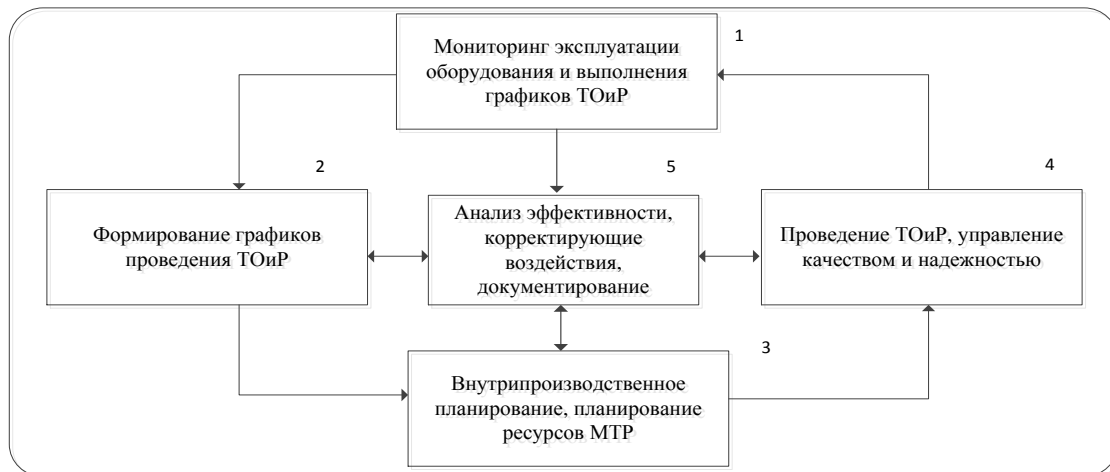 1
Мониторинг эксплуатации
оборудования и выполнения
графиков ТОиР
2
Формирование графиков
проведения ТОиР
5
Анализ эффективности,
корректирующие
воздействия,
документирование
4
Проведение ТОиР, управление
качеством и надежностью
3
Внутрипроизводственное
планирование, планирование
ресурсов МТР